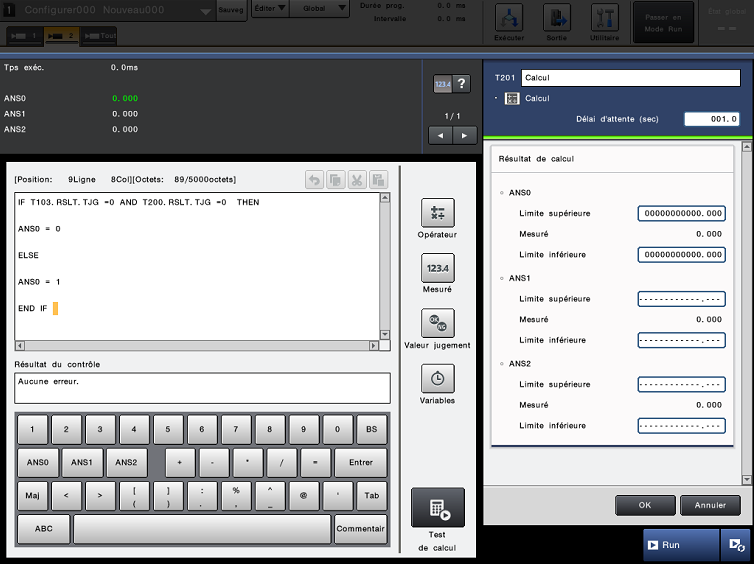 1 Configurer000 Nouveau000 Sauveg Éditer Global Durée prog. 0.0 ms
Intervalle 0.0 ms
Exécuter Sortie Utilitaire Passer en Mode Run État global
--
1 2 Tout
Tps exéc. 0.0ms
ANS0 0.000
ANS1 0.000
ANS2 0.000
123.4 ?
1/1
T201 Calcul
Calcul
Délai d'attente (sec) 001.0
[Position: 9Ligne 8Col][Octets: 89/5000octets]
IF T103.RSLT.TJG =0 AND T200.RSLT.TJG =0 THEN
ANS0 = 0
ELSE
ANS0 = 1
END IF
Résultat du contrôle
Aucune erreur.
Opérateur
123.4
Mesuré
OK NG
Valeur jugement
Variables
Test
de calcul
1 2 3 4 5 6 7 8 9 0 BS
ANS0 ANS1 ANS2 + - * / = Entrer
Maj < > [ ( ] ) : . % , ^ _ @ ' Tab
ABC Commentair
Résultat de calcul
ANS0
Limite supérieure 00000000000.000
Mesuré 0.000
Limite inférieure 00000000000.000
ANS1
Limite supérieure -----------.---
Mesuré 0.000
Limite inférieure -----------.---
ANS2
Limite supérieure -----------.---
Mesuré 0.000
Limite inférieure -----------.---
OK Annuler
Run